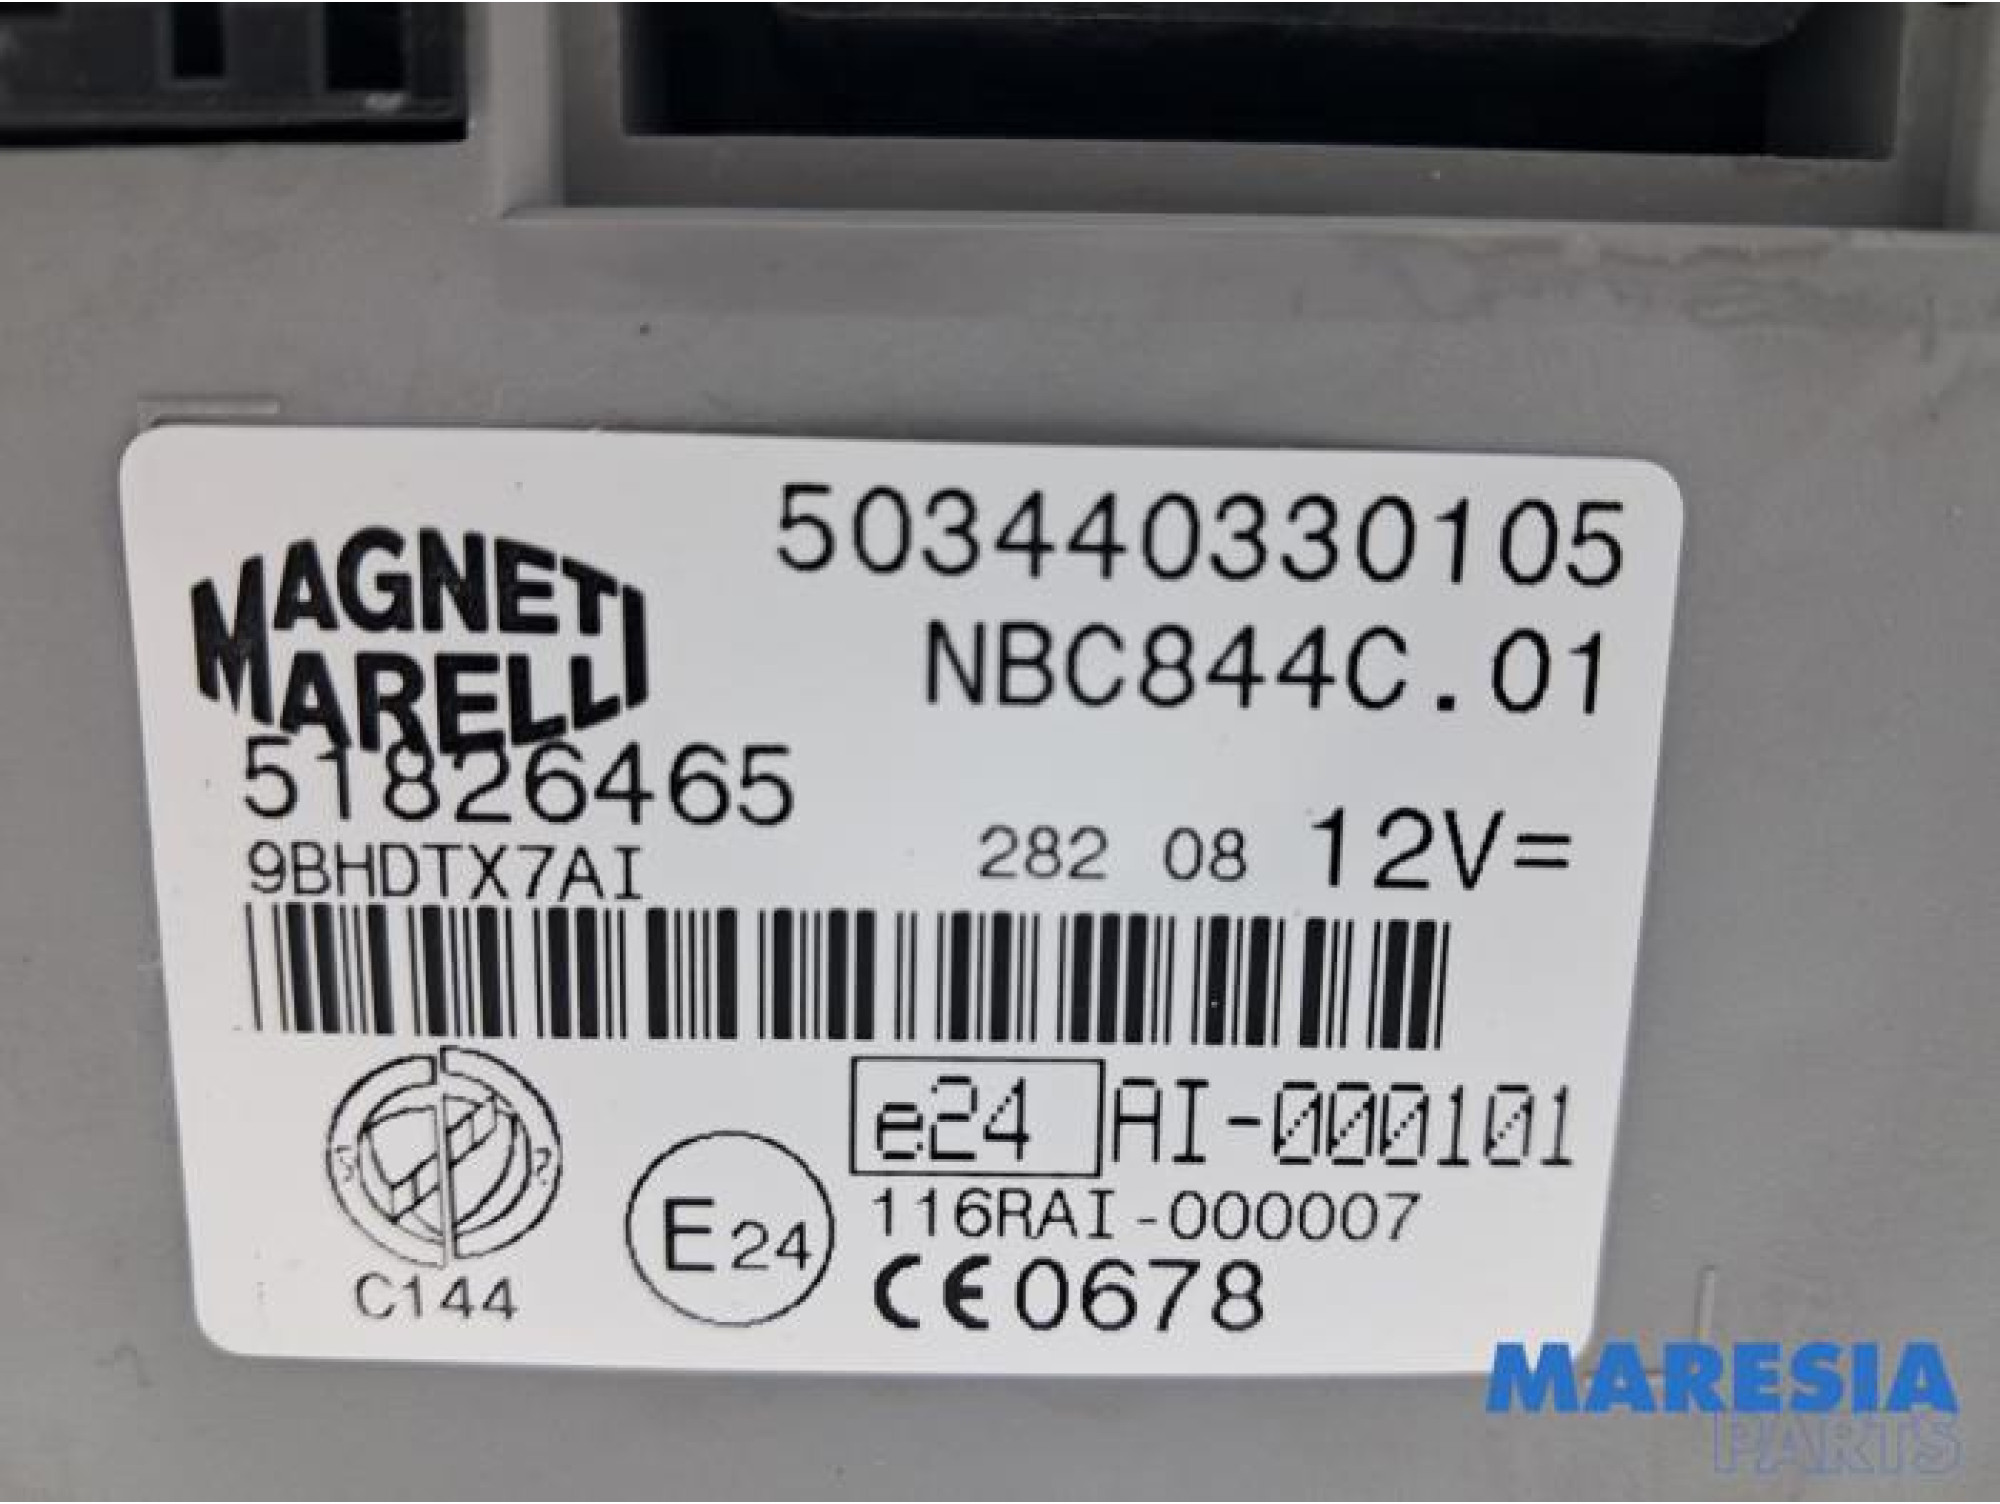 503440330105
MAGNETI
MARELLI
NBC844C.01
51826465
9BHDTX7AI
282 08 12V=
e24 AI-000101
116RAI-000007
E24
C144
CE0678
MARESIA
PARTS